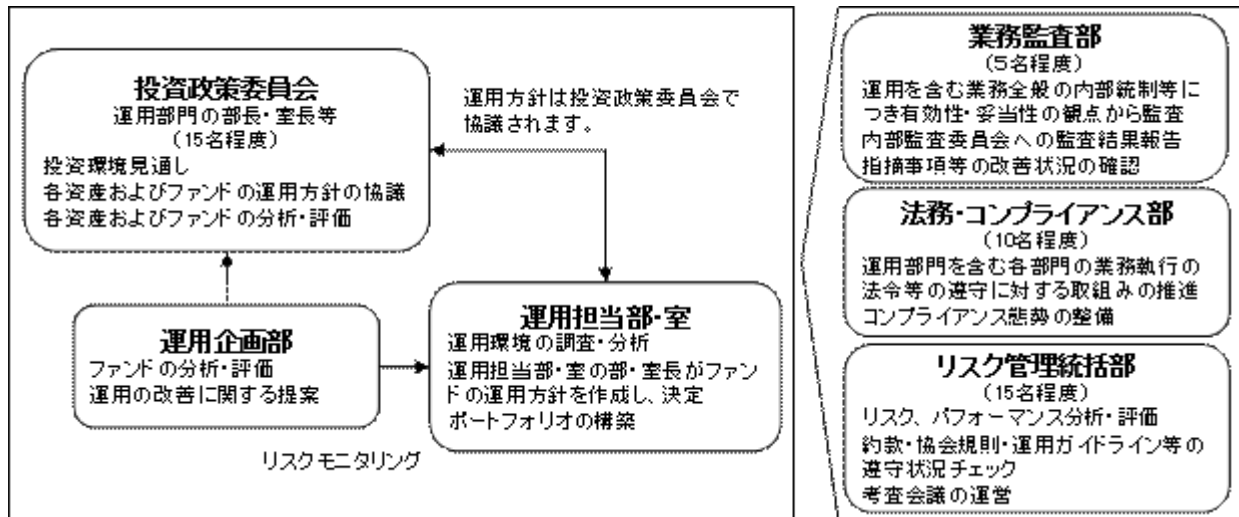 投資政策委員会
運用部門の部長・室長等
(15名程度)
投資環境見通し
各資産およびファンドの運用方針の協議
各資産およびファンドの分析・評価
運用方針は投資政策委員会で
協議されます。
運用企画部
ファンドの分析・評価
運用の改善に関する提案
運用担当部・室
運用環境の調査・分析
運用担当部・室の部・室長がファン
ドの運用方針を作成し、決定
ポートフォリオの構築
リスクモニタリング
業務監査部
(5名程度)
運用を含む業務全般の内部統制等に
つき有効性・妥当性の観点から監査
内部監査委員会への監査結果報告
指摘事項等の改善状況の確認
法務・コンプライアンス部
(10名程度)
運用部門を含む各部門の業務執行の
法令等の遵守に対する取組みの推進
コンプライアンス態勢の整備
リスク管理統括部
(15名程度)
リスク、パフォーマンス分析・評価
約款・協会規則・運用ガイドライン等の
遵守状況チェック
考査会議の運営